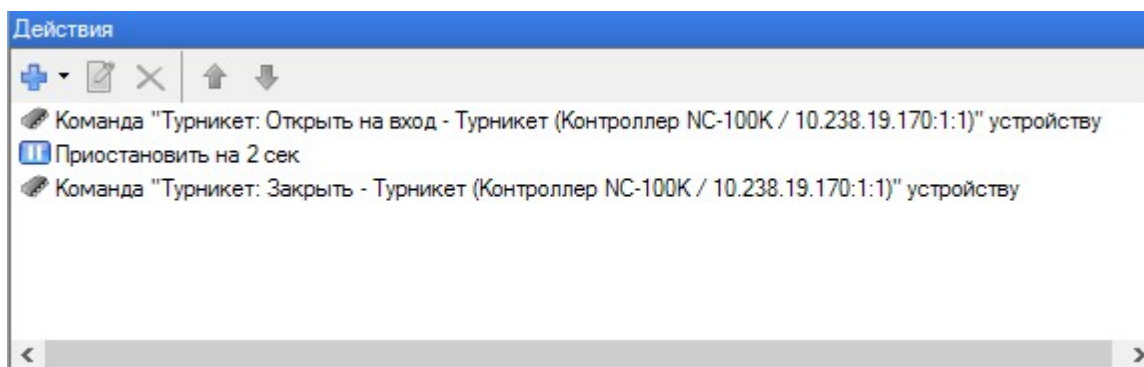 Действия
Команда "Турникет: Открыть на вход - Турникет (Контроллер NC-100K / 10.238.19.170:1:1)" устройству
Приостановить на 2 сек
Команда "Турникет: Закрыть - Турникет (Контроллер NC-100K / 10.238.19.170:1:1)" устройству